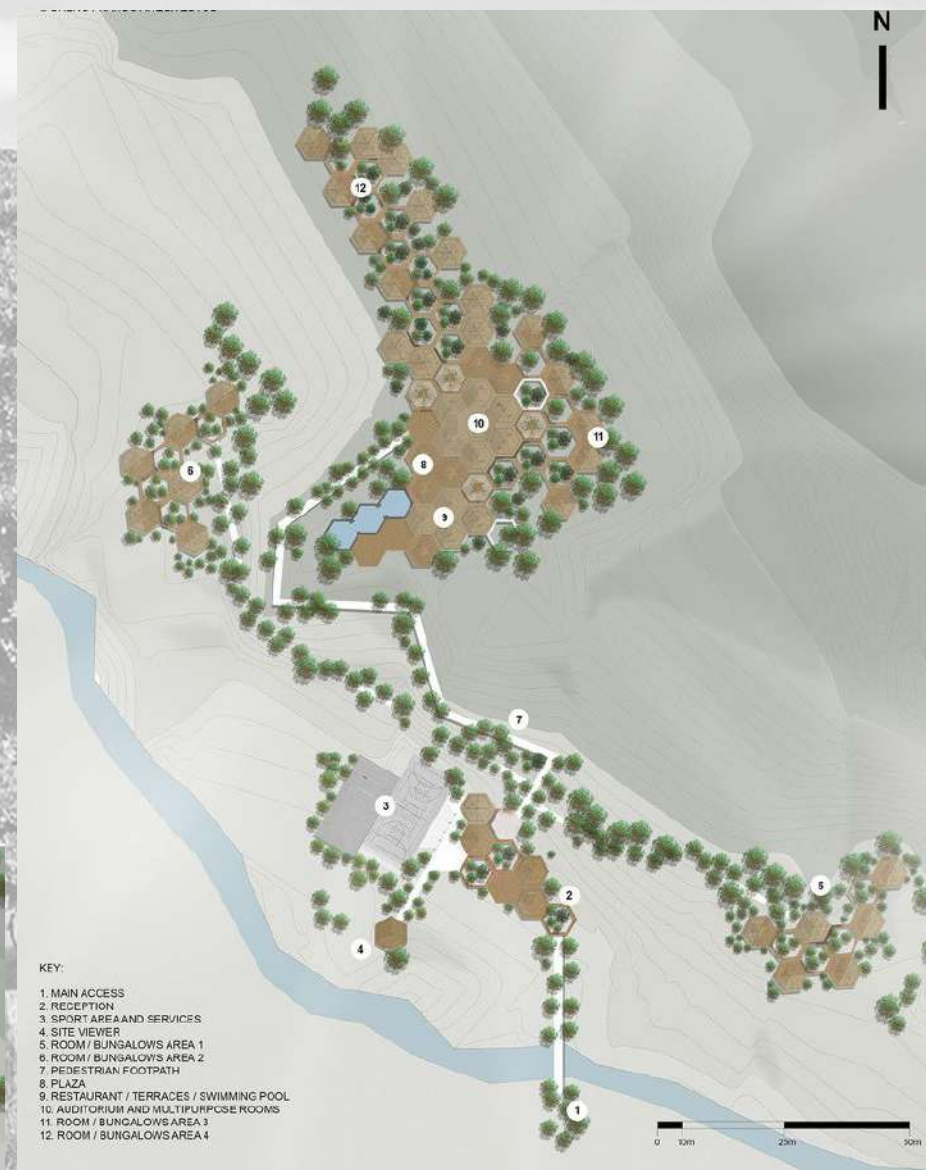 N
12
10
11
8
6
9
7
3
2
4
1
KEY:
1. MAIN ACCESS
2. RECEPTION
3. SPORT AREA AND SERVICES
4. SITE VIEWER
5. ROOM / BUNGALOWS AREA 1
6. ROOM / BUNGALOWS AREA 2
7. PEDESTRIAN FOOTPATH
8. PLAZA
9. RESTAURANT / TERRACES / SWIMMING POOL
10. AUDITORIUM AND MULTIPURPOSE ROOMS
11. ROOM / BUNGALOWS AREA 3
12. ROOM / BUNGALOWS AREA 4
0 10m 25m 50m